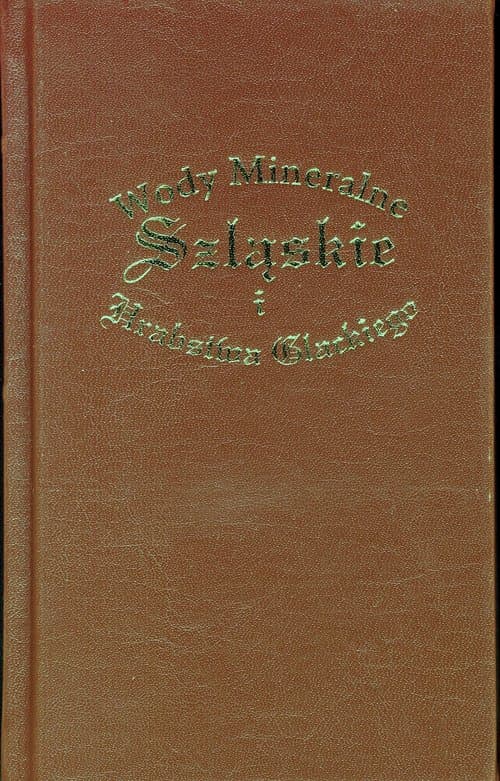 Wody Mineralne
Szląskie
i
Hrabstwa Glackiego